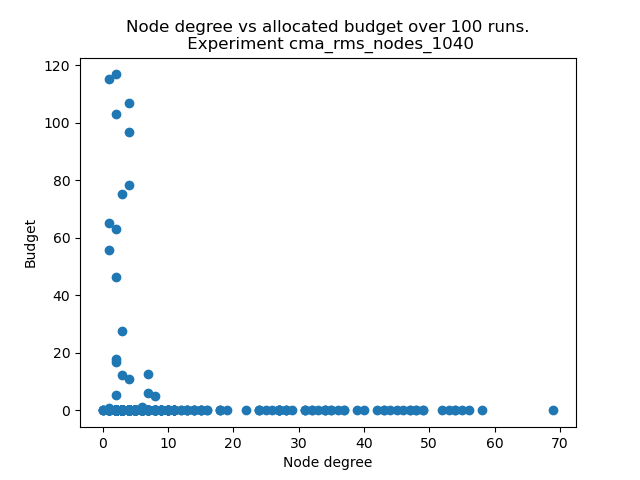 Node degree vs allocated budget over 100 runs.
Experiment cma_rms_nodes_1040
120
100
80
60
40
20
0
Budget
0 10 20 30 40 50 60 70
Node degree